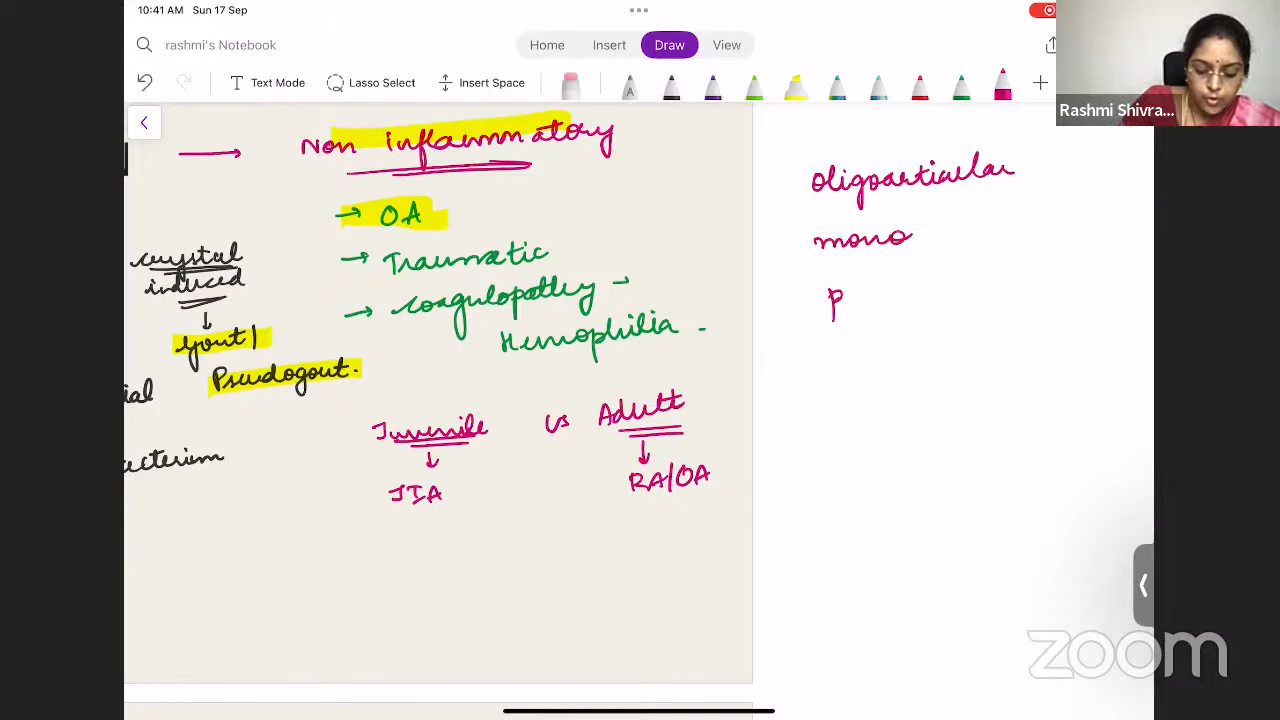 10:41 AM Sun 17 Sep
rashmi's Notebook
Home Insert Draw View
Text Mode Lasso Select Insert Space
A
Rashmi Shivra...
Non inflammatory
→ OA
→ Traumatic
→ Coagulopathy -
Hemophilia -
crystal
induced
gout/
Pseudogout.
ial
ecterium
Juvenile vs Adult
JIA
RA/OA
oligoarticular
mono
p
zoom